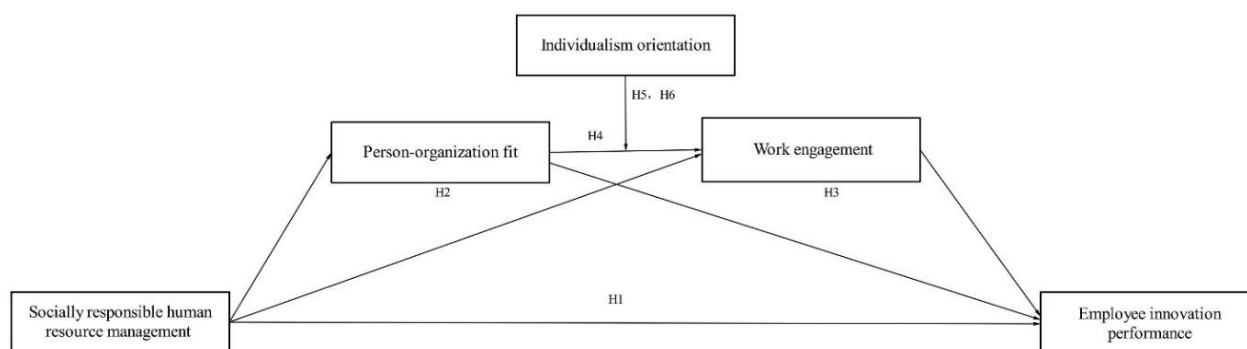 Individualism orientation
H5，H6
H4
Person-organization fit
Work engagement
H2
H3
H1
Socially responsible human
resource management
Employee innovation
performance